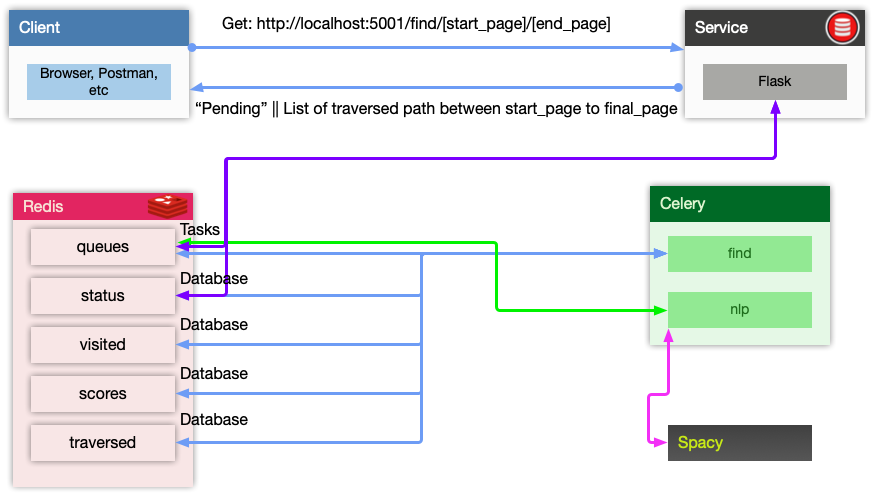 Client
Get: http://localhost:5001/find/[start_page]/[end_page]
Service
Browser, Postman,
etc
Flask
“Pending” || List of traversed path between start_page to final_page
Redis
Celery
Tasks
queues
find
Database
status
nlp
Database
visited
Database
scores
Database
traversed
Spacy